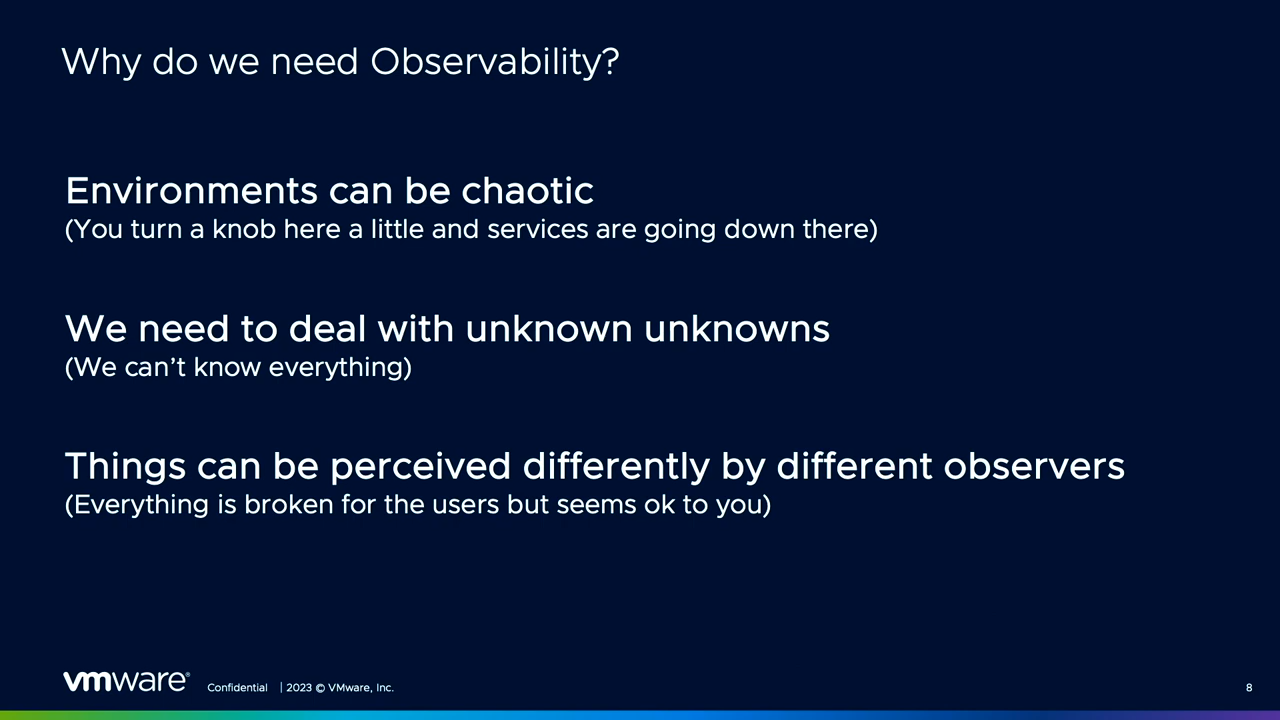 Why do we need Observability?
Environments can be chaotic
(You turn a knob here a little and services are going down there)
We need to deal with unknown unknowns
(We can’t know everything)
Things can be perceived differently by different observers
(Everything is broken for the users but seems ok to you)
vmware® Confidential | 2023 © VMware, Inc. 8